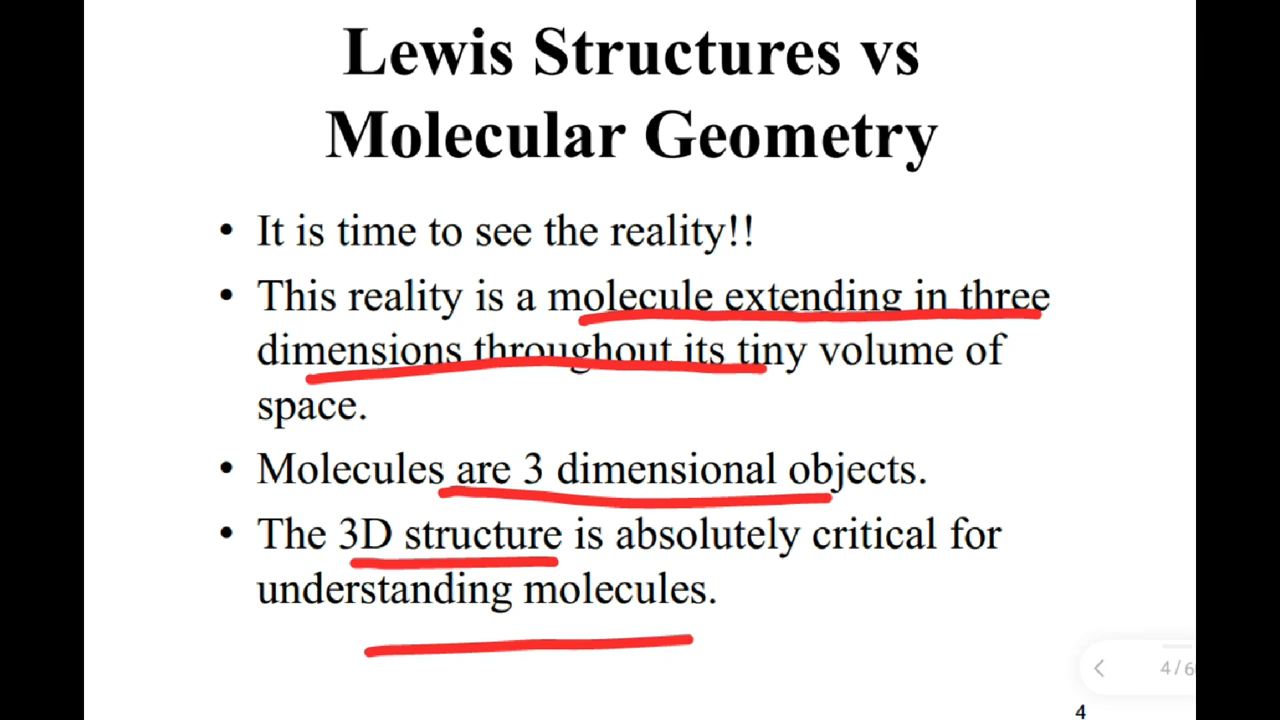 Lewis Structures vs
Molecular Geometry
• It is time to see the reality!!
• This reality is a molecule extending in three
dimensions throughout its tiny volume of
space.
• Molecules are 3 dimensional objects.
• The 3D structure is absolutely critical for
understanding molecules.
4/6
4